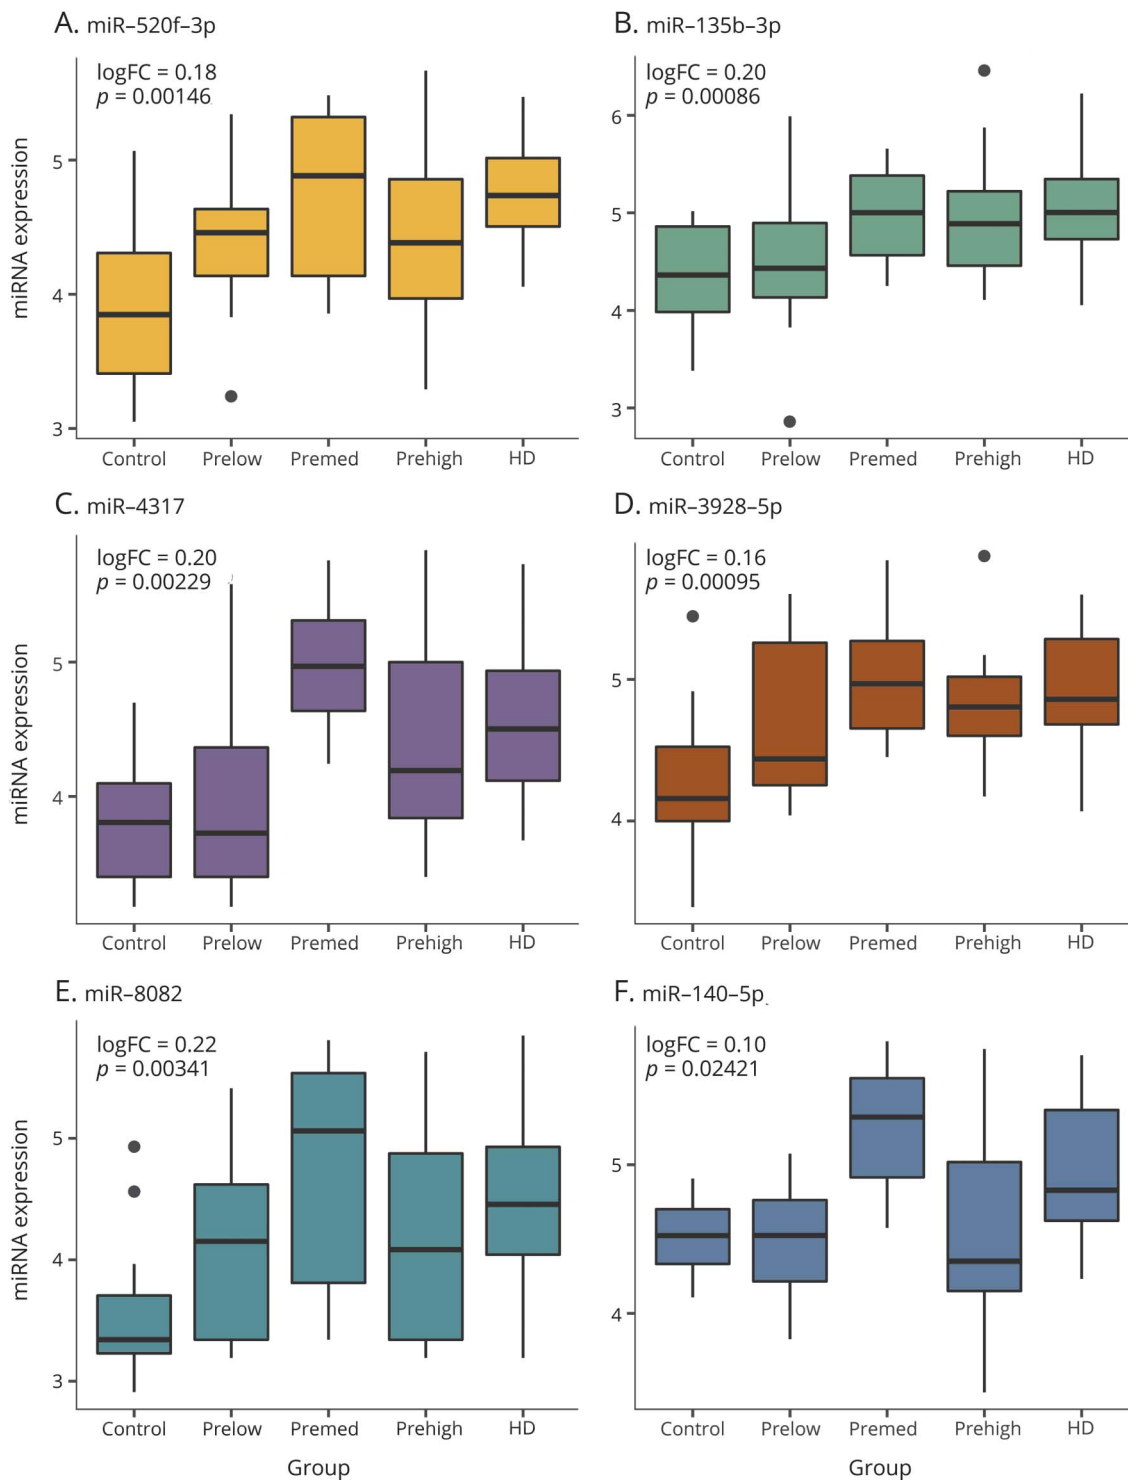 A. miR–520f–3p
logFC = 0.18
p = 0.00146
miRNA expression
5
4
3
Control Prelow Premed Prehigh HD
B. miR–135b–3p
logFC = 0.20
p = 0.00086
6
5
4
3
Control Prelow Premed Prehigh HD
C. miR–4317
logFC = 0.20
p = 0.00229
miRNA expression
5
4
Control Prelow Premed Prehigh HD
D. miR–3928–5p
logFC = 0.16
p = 0.00095
5
4
Control Prelow Premed Prehigh HD
E. miR–8082
logFC = 0.22
p = 0.00341
miRNA expression
5
4
3
Control Prelow Premed Prehigh HD
Group
F. miR–140–5p
logFC = 0.10
p = 0.02421
5
4
Control Prelow Premed Prehigh HD
Group